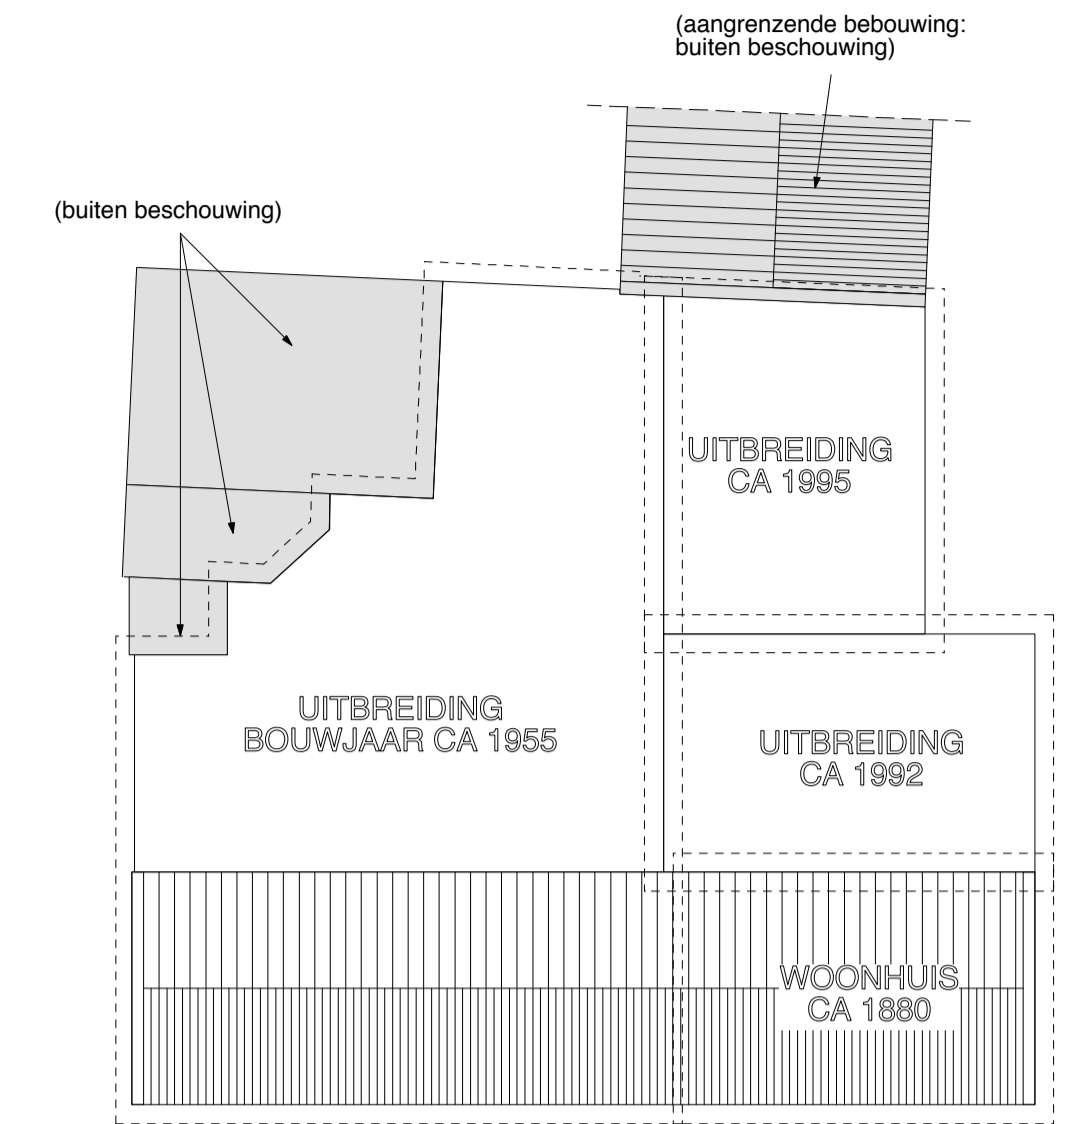 (aangrenzende bebouwing:
buiten beschouwing)
(buiten beschouwing)
UITBREIDING
CA 1995
UITBREIDING
BOUWJAAR CA 1955
UITBREIDING
CA 1992
WOONHUIS
CA 1880